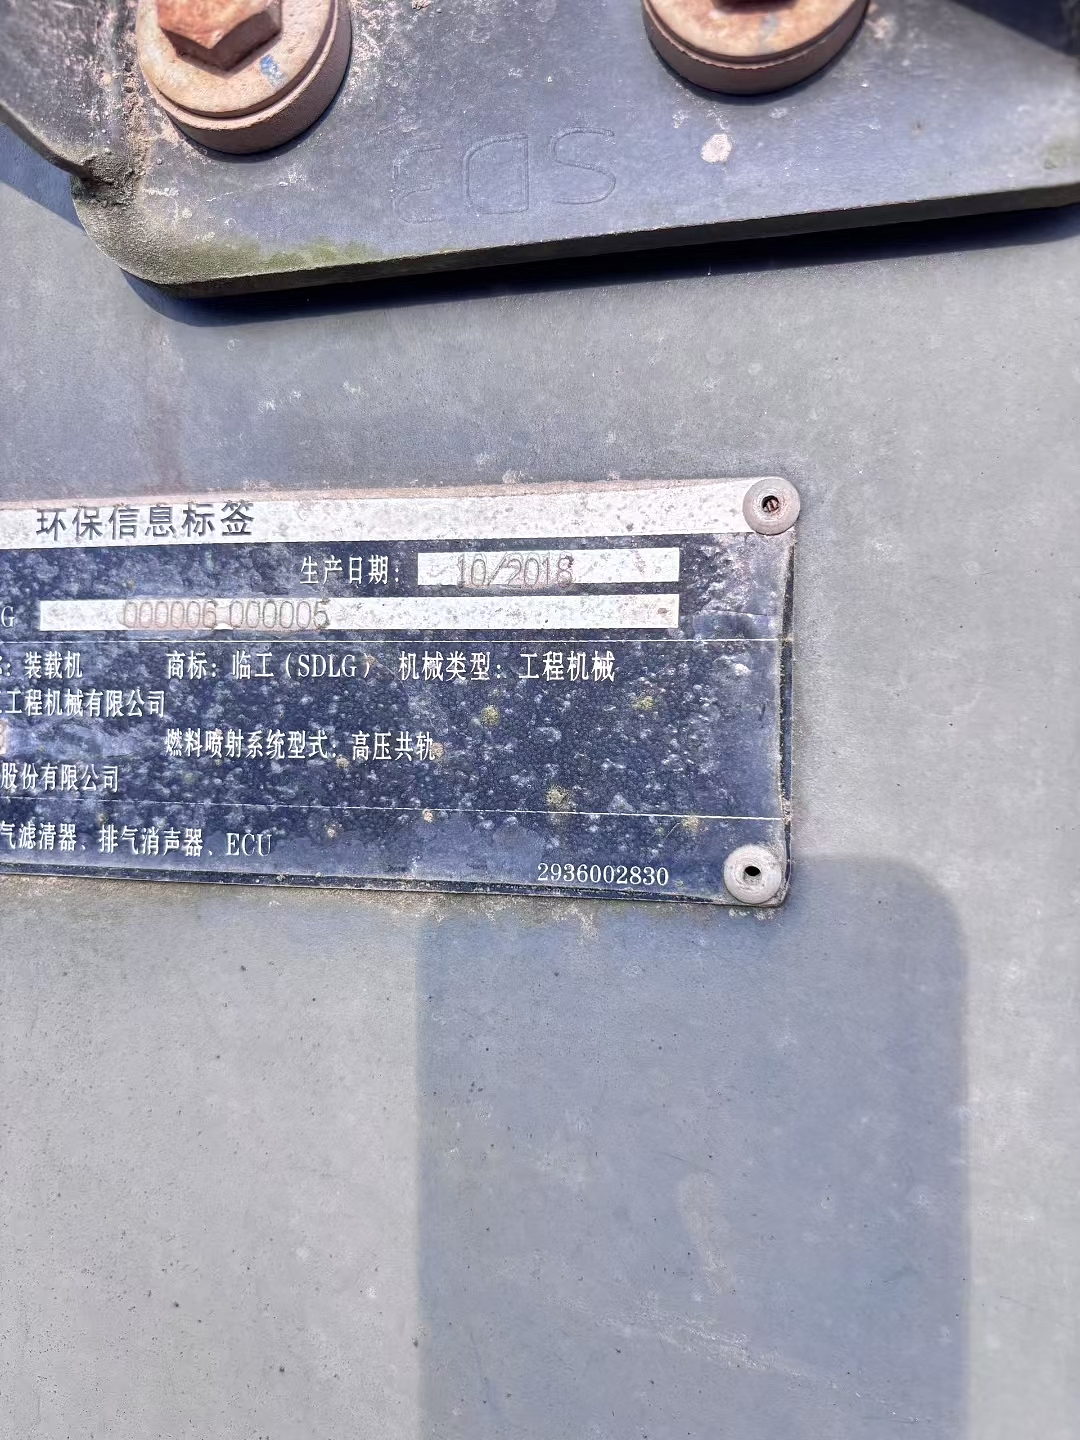 SD3
环保信息标签
生产日期: 10/2018
G 000006 000005
: 装载机 商标: 临工(SDLG) 机械类型: 工程机械
工程机械有限公司
燃料喷射系统型式: 高压共轨
股份有限公司
气滤清器、排气消声器、ECU
2936002830